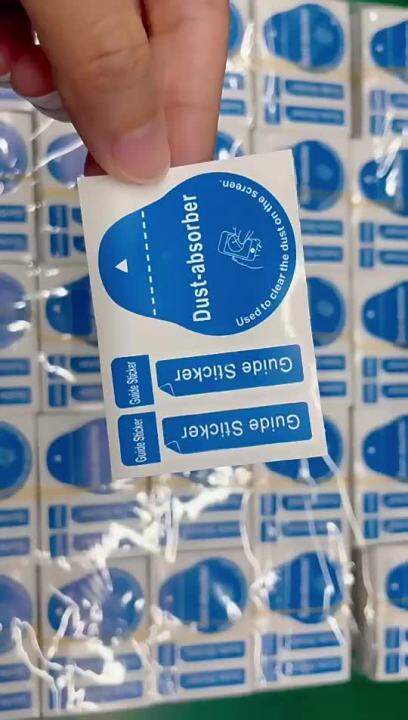 Dust-absorber
Used to clear the dust on the screen.
Guide Sticker
Guide Sticker
Guide Sticker
Guide Sticker